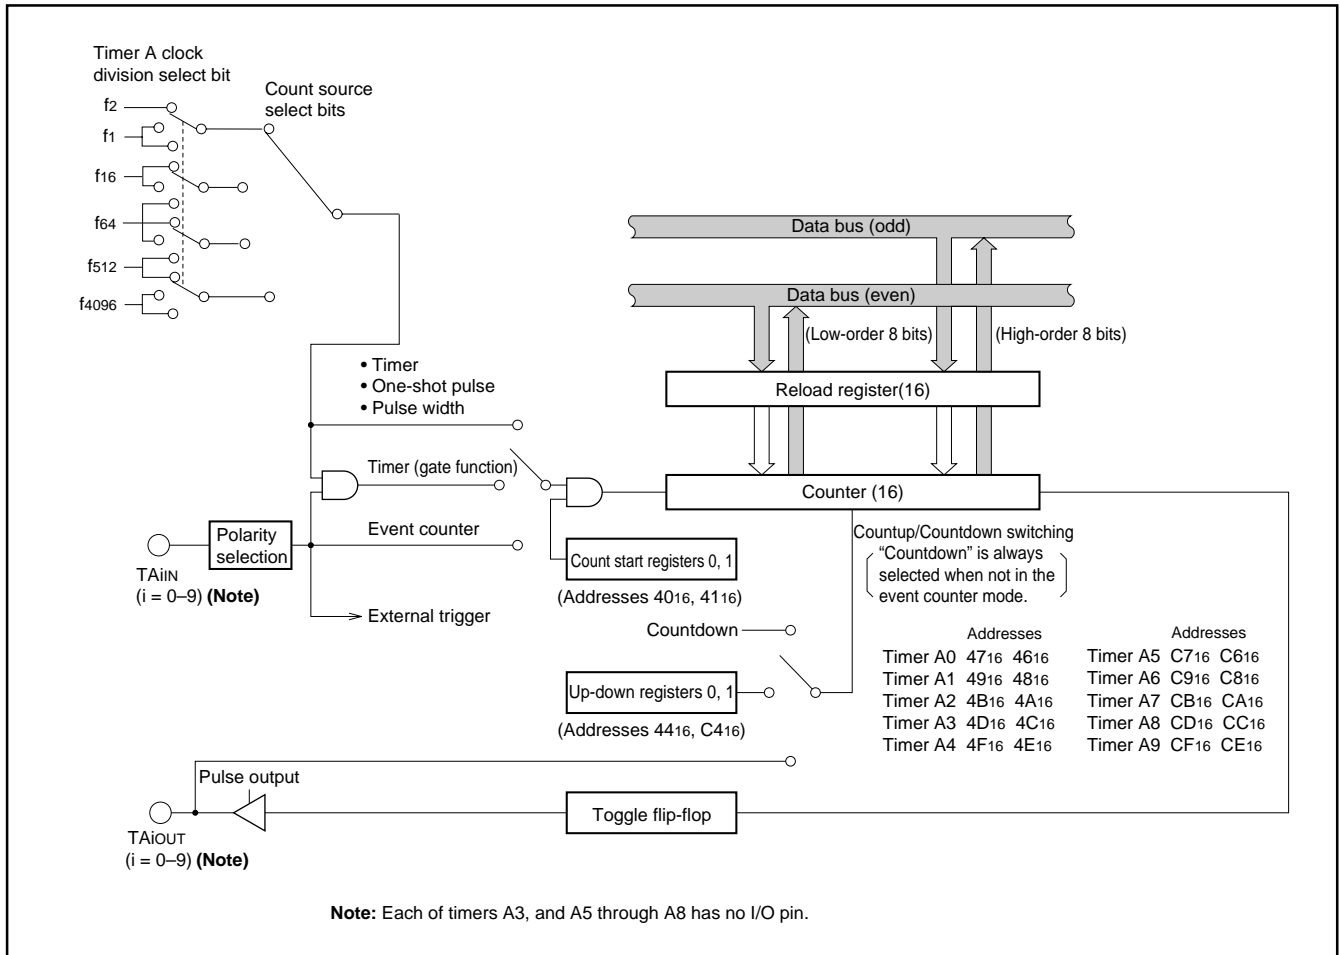 Timer A clock
division select bit
Count source
select bits
f2
f1
f16
f64
f512
f4096
Data bus (odd)
Data bus (even)
(Low-order 8 bits)
(High-order 8 bits)
• Timer
• One-shot pulse
• Pulse width
Reload register(16)
Timer (gate function)
Counter (16)
Polarity
selection
Event counter
TAiIN
(i = 0–9) (Note)
External trigger
Count start registers 0, 1
(Addresses 4016, 4116)
Countup/Countdown switching
“Countdown” is always
selected when not in the
event counter mode.
Countdown
Up-down registers 0, 1
(Addresses 4416, C416)
Addresses
Timer A0 4716 4616
Timer A1 4916 4816
Timer A2 4B16 4A16
Timer A3 4D16 4C16
Timer A4 4F16 4E16
Addresses
Timer A5 C716 C616
Timer A6 C916 C816
Timer A7 CB16 CA16
Timer A8 CD16 CC16
Timer A9 CF16 CE16
Pulse output
Toggle flip-flop
TAiOUT
(i = 0–9) (Note)
Note: Each of timers A3, and A5 through A8 has no I/O pin.